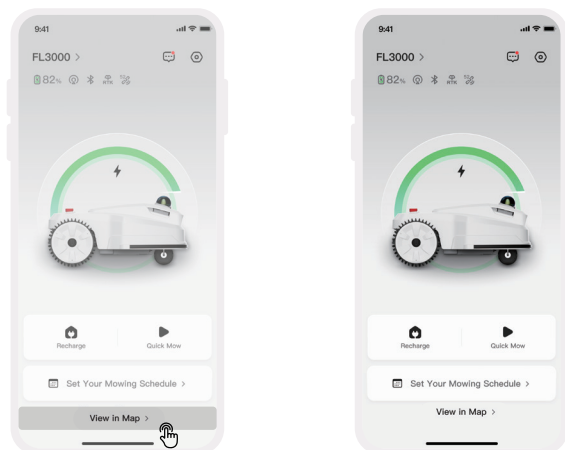 9:41
FL3000 >
82%
RTK
Recharge
Quick Mow
Set Your Mowing Schedule >
View in Map >
9:41
FL3000 >
82%
RTK
Recharge
Quick Mow
Set Your Mowing Schedule >
View in Map >